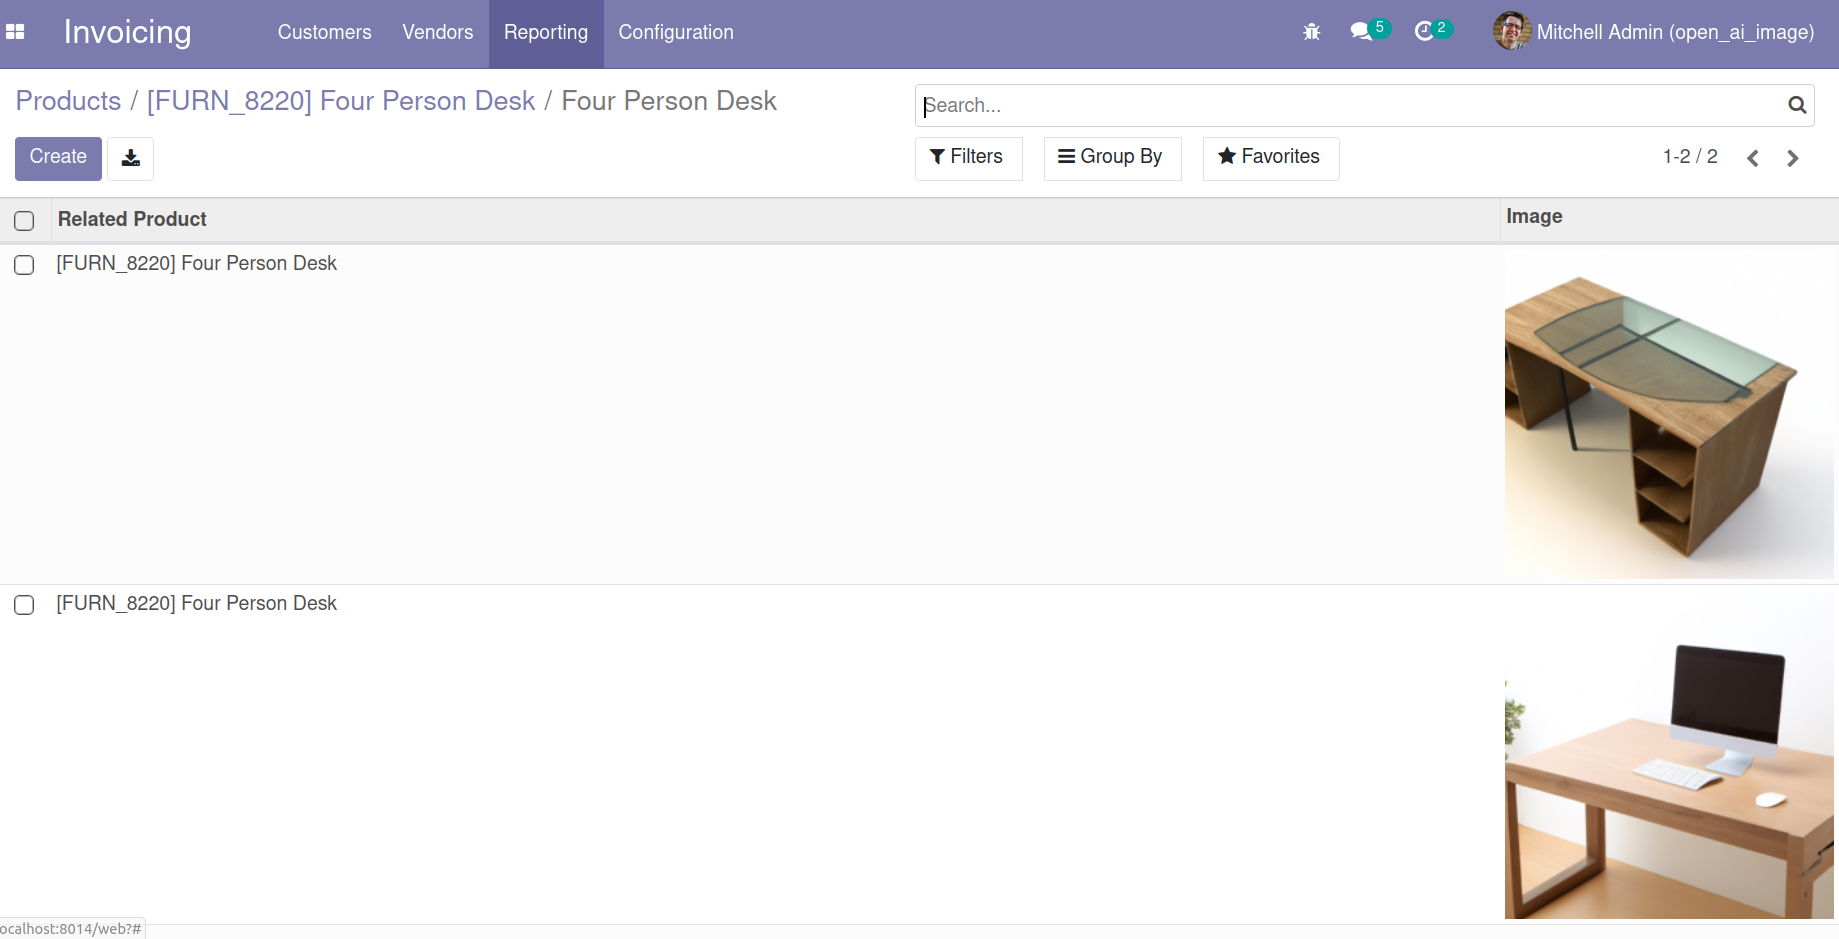 Invoicing Customers Vendors Reporting Configuration 5 2 Mitchell Admin (open_ai_image)
Products / [FURN_8220] Four Person Desk / Four Person Desk
Search...
Create Filters Group By Favorites 1-2 / 2
Related Product Image
[FURN_8220] Four Person Desk
[FURN_8220] Four Person Desk
ocalhost:8014/web?#